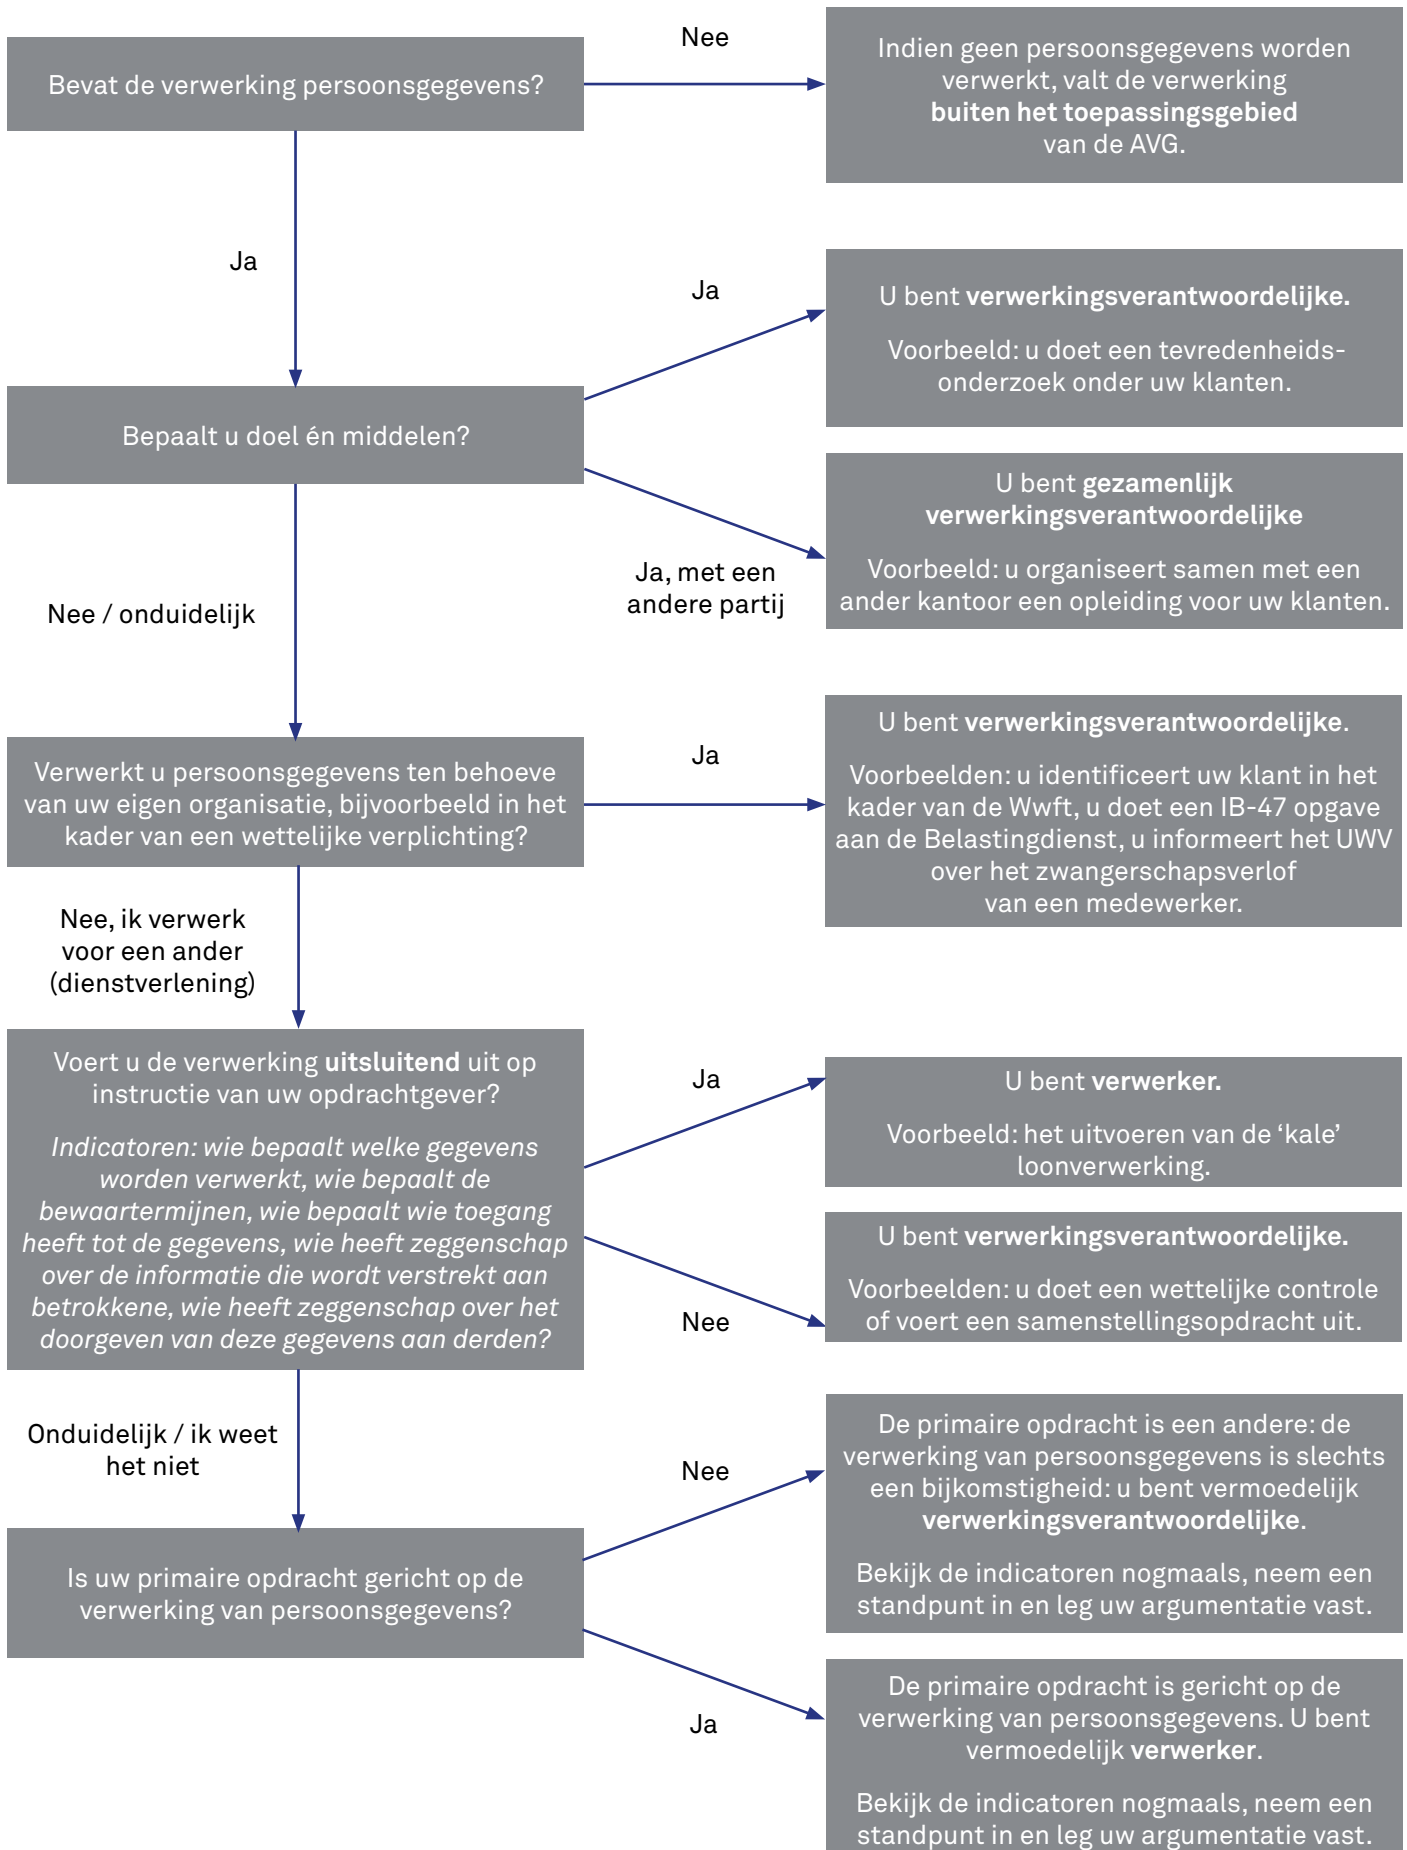 Bevat de verwerking persoonsgegevens?
Nee
Indien geen persoonsgegevens worden
verwerkt, valt de verwerking
buiten het toepassingsgebied
van de AVG.
Ja
Bepaalt u doel én middelen?
Ja
U bent verwerkingsverantwoordelijke.
Voorbeeld: u doet een tevredenheids-
onderzoek onder uw klanten.
Ja, met een
andere partij
U bent gezamenlijk
verwerkingsverantwoordelijke
Voorbeeld: u organiseert samen met een
ander kantoor een opleiding voor uw klanten.
Nee / onduidelijk
Verwerkt u persoonsgegevens ten behoeve
van uw eigen organisatie, bijvoorbeeld in het
kader van een wettelijke verplichting?
Ja
U bent verwerkingsverantwoordelijke.
Voorbeelden: u identificeert uw klant in het
kader van de Wwft, u doet een IB-47 opgave
aan de Belastingdienst, u informeert het UWV
over het zwangerschapsverlof
van een medewerker.
Nee, ik verwerk
voor een ander
(dienstverlening)
Voert u de verwerking uitsluitend uit op
instructie van uw opdrachtgever?
Indicatoren: wie bepaalt welke gegevens
worden verwerkt, wie bepaalt de
bewaartermijnen, wie bepaalt wie toegang
heeft tot de gegevens, wie heeft zeggenschap
over de informatie die wordt verstrekt aan
betrokkene, wie heeft zeggenschap over het
doorgeven van deze gegevens aan derden?
Ja
U bent verwerker.
Voorbeeld: het uitvoeren van de ‘kale’
loonverwerking.
Nee
U bent verwerkingsverantwoordelijke.
Voorbeelden: u doet een wettelijke controle
of voert een samenstellingsopdracht uit.
Onduidelijk / ik weet
het niet
Is uw primaire opdracht gericht op de
verwerking van persoonsgegevens?
Nee
De primaire opdracht is een andere: de
verwerking van persoonsgegevens is slechts
een bijkomstigheid: u bent vermoedelijk
verwerkingsverantwoordelijke.
Bekijk de indicatoren nogmaals, neem een
standpunt in en leg uw argumentatie vast.
Ja
De primaire opdracht is gericht op de
verwerking van persoonsgegevens. U bent
vermoedelijk verwerker.
Bekijk de indicatoren nogmaals, neem een
standpunt in en leg uw argumentatie vast.